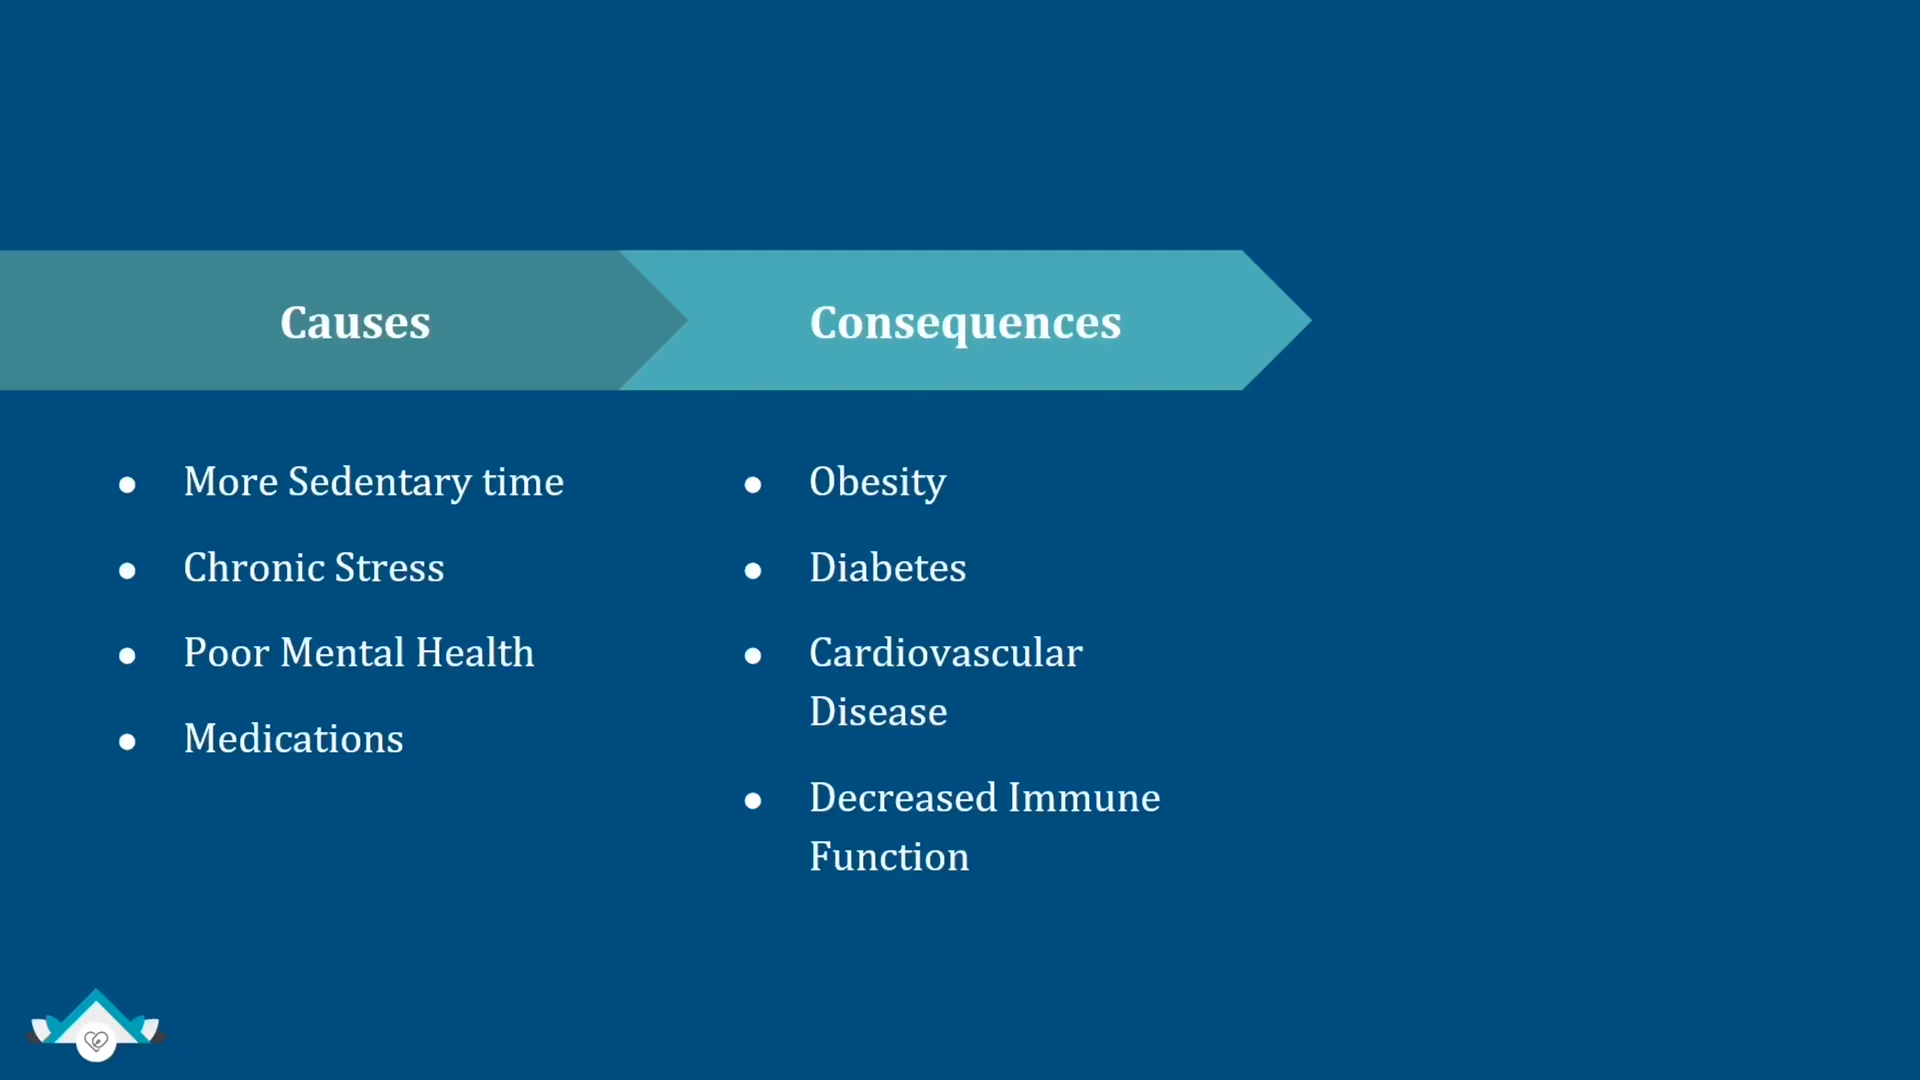 Causes
Consequences
● More Sedentary time
● Chronic Stress
● Poor Mental Health
● Medications
● Obesity
● Diabetes
● Cardiovascular
Disease
● Decreased Immune
Function